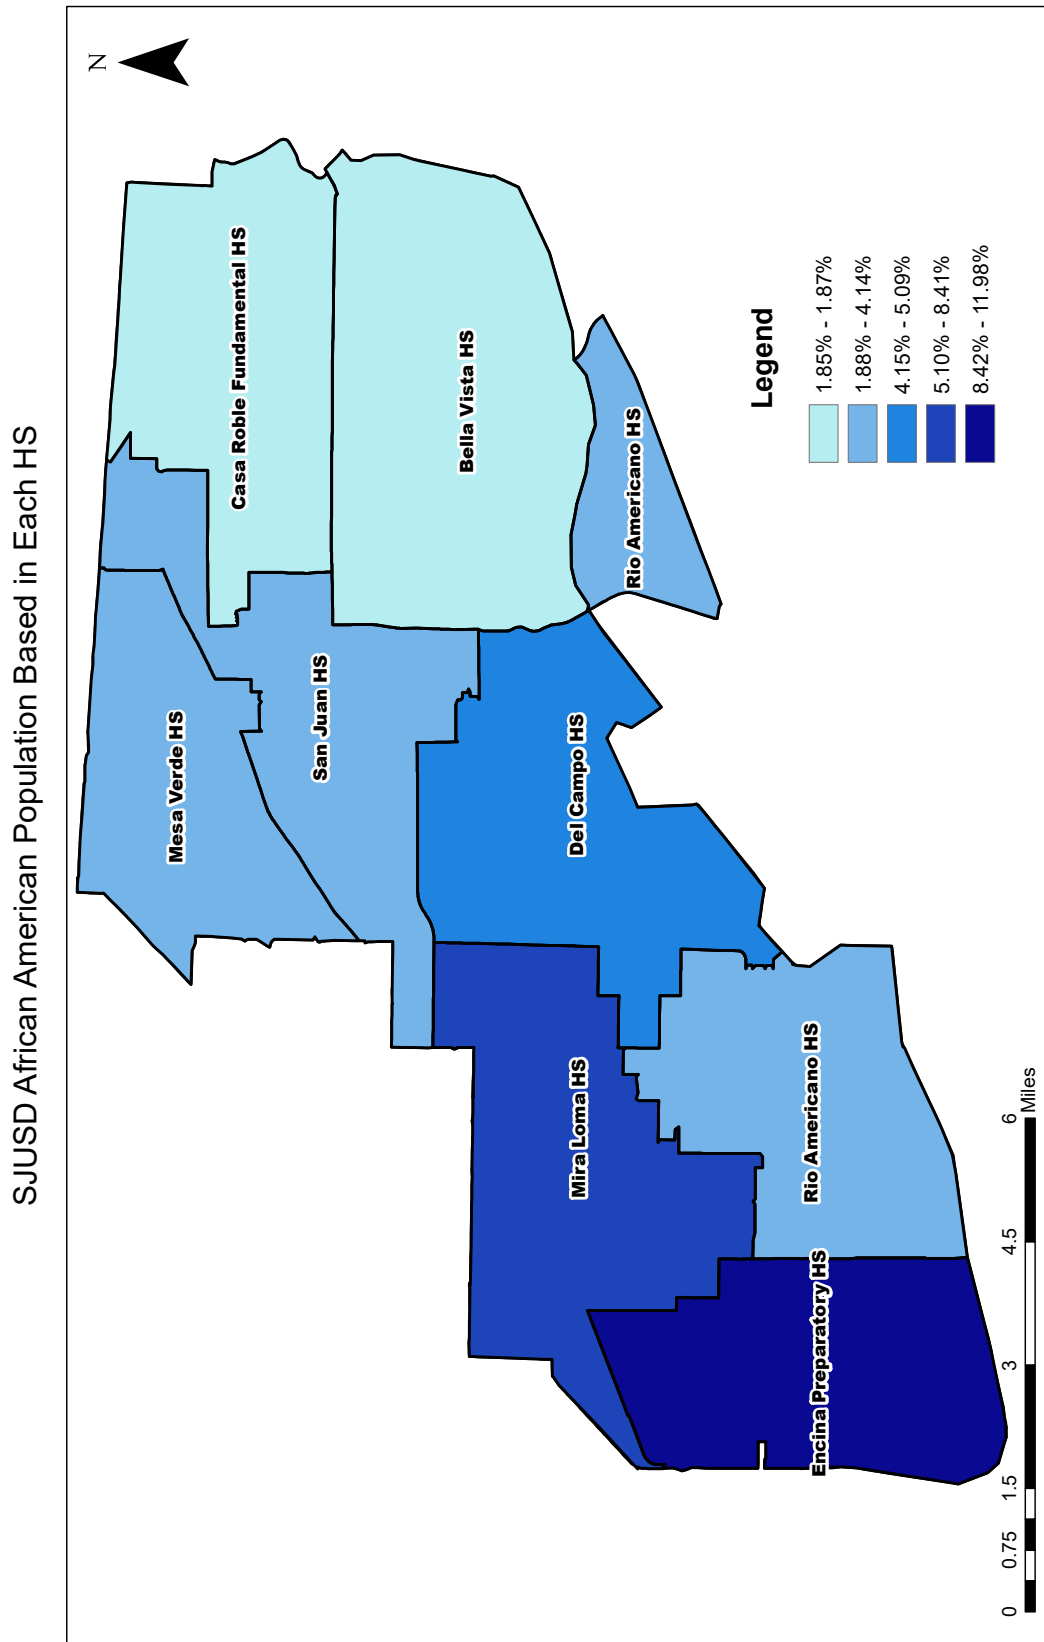 SJUSD African American Population Based in Each HS
N
Mesa Verde HS
Casa Roble Fundamental HS
San Juan HS
Bella Vista HS
Del Campo HS
Rio Americano HS
Mira Loma HS
Rio Americano HS
Encina Preparatory HS
Legend
1.85% - 1.87%
1.88% - 4.14%
4.15% - 5.09%
5.10% - 8.41%
8.42% - 11.98%
0 0.75 1.5 3 4.5 6
Miles